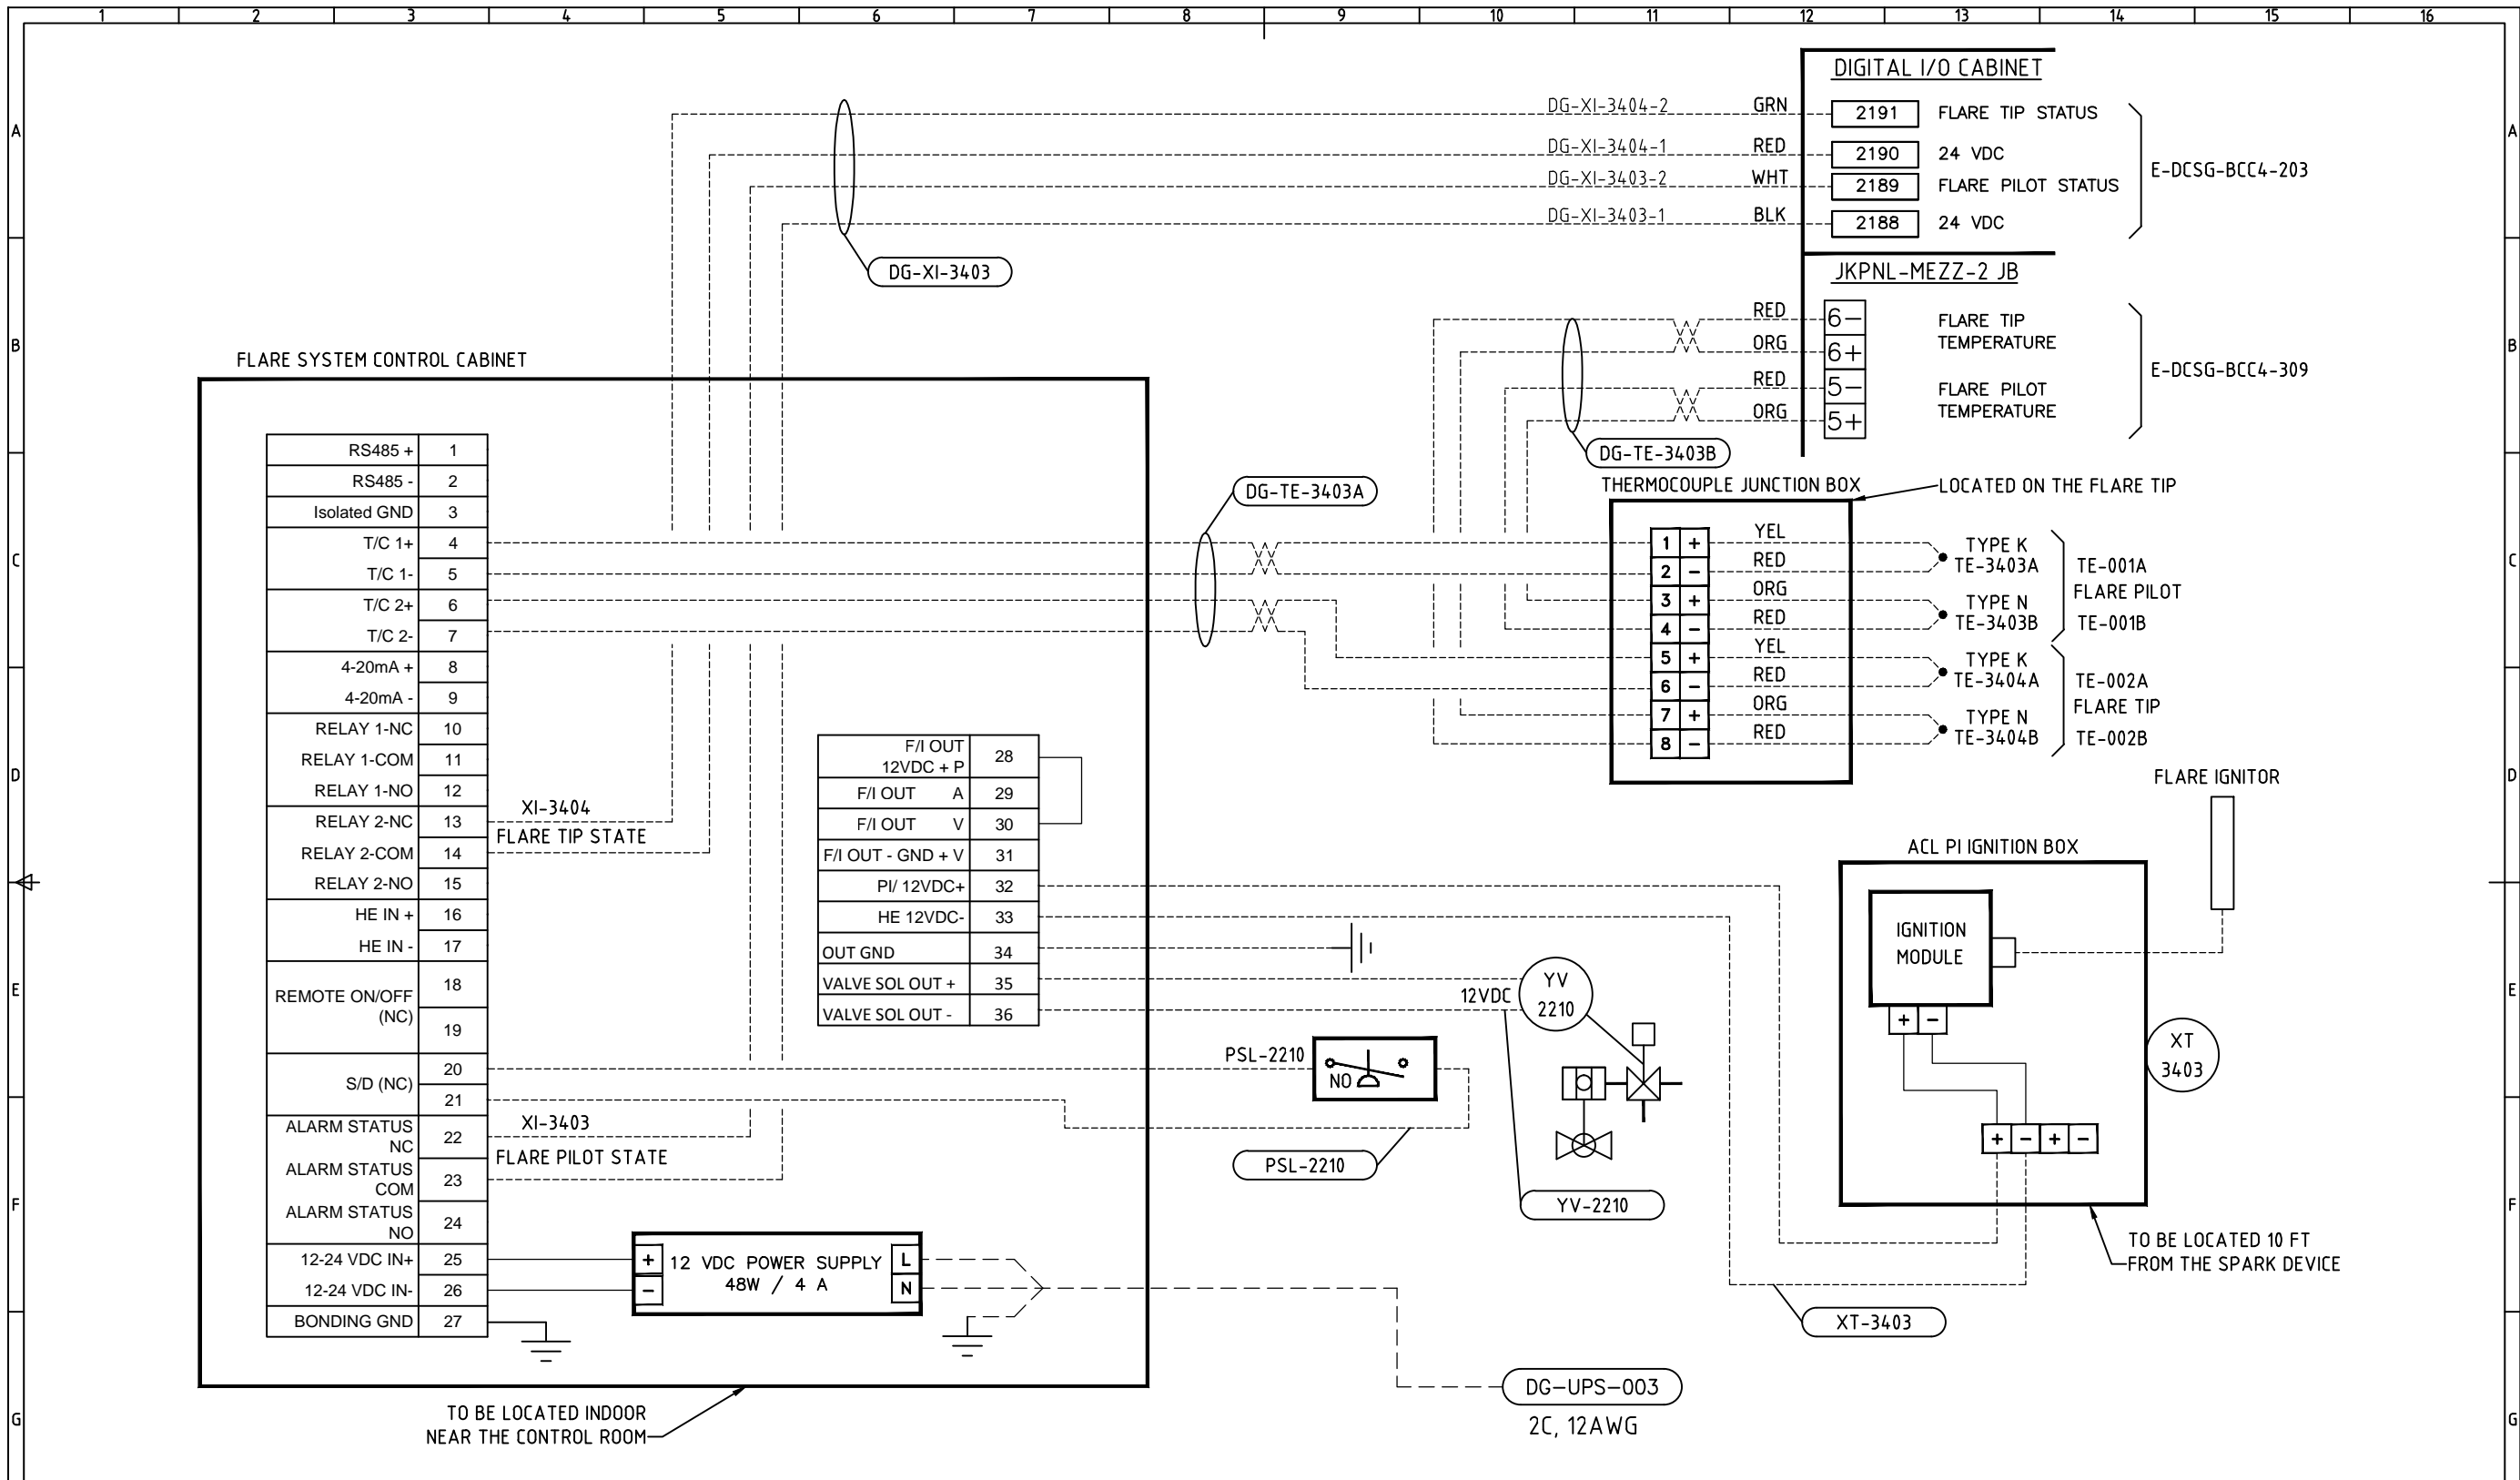 1 2 3 4 5 6 7 8 9 10 11 12 13 14 15 16
A
B
C
D
E
F
G
A
B
C
D
E
F
G
DIGITAL I/O CABINET
DG-XI-3404-2 GRN 2191 FLARE TIP STATUS
DG-XI-3404-1 RED 2190 24 VDC
DG-XI-3403-2 WHT 2189 FLARE PILOT STATUS
DG-XI-3403-1 BLK 2188 24 VDC
E-DCSG-BCC4-203
DG-XI-3403
JKPNL-MEZZ-2 JB
RED 6-
ORG 6+
FLARE TIP
TEMPERATURE
RED 5-
ORG 5+
FLARE PILOT
TEMPERATURE
E-DCSG-BCC4-309
DG-TE-3403B
DG-TE-3403A
THERMOCOUPLE JUNCTION BOX
LOCATED ON THE FLARE TIP
1 + YEL
2 - RED
3 + ORG
4 - RED
5 + YEL
6 - RED
7 + ORG
8 - RED
TYPE K
TE-3403A
TYPE N
TE-3403B
TYPE K
TE-3404A
TYPE N
TE-3404B
TE-001A
FLARE PILOT
TE-001B
TE-002A
FLARE TIP
TE-002B
FLARE SYSTEM CONTROL CABINET
RS485 + 1
RS485 - 2
Isolated GND 3
T/C 1+ 4
T/C 1- 5
T/C 2+ 6
T/C 2- 7
4-20mA + 8
4-20mA - 9
RELAY 1-NC 10
RELAY 1-COM 11
RELAY 1-NO 12
RELAY 2-NC 13
RELAY 2-COM 14
RELAY 2-NO 15
HE IN + 16
HE IN - 17
REMOTE ON/OFF
(NC)
18
19
S/D (NC)
20
21
ALARM STATUS
NC
22
ALARM STATUS
COM
23
ALARM STATUS
NO
24
12-24 VDC IN+ 25
12-24 VDC IN- 26
BONDING GND 27
XI-3404
FLARE TIP STATE
XI-3403
FLARE PILOT STATE
F/I OUT
12VDC + P
28
F/I OUT A 29
F/I OUT V 30
F/I OUT - GND + V 31
PI/ 12VDC+ 32
HE 12VDC- 33
OUT GND 34
VALVE SOL OUT + 35
VALVE SOL OUT - 36
+ 12 VDC POWER SUPPLY L
- 48W / 4 A N
TO BE LOCATED INDOOR
NEAR THE CONTROL ROOM
12VDC
YV
2210
PSL-2210
NO
PSL-2210
YV-2210
FLARE IGNITOR
ACL PI IGNITION BOX
IGNITION
MODULE
+ -
XT
3403
+ - + -
TO BE LOCATED 10 FT
FROM THE SPARK DEVICE
XT-3403
DG-UPS-003
2C, 12AWG